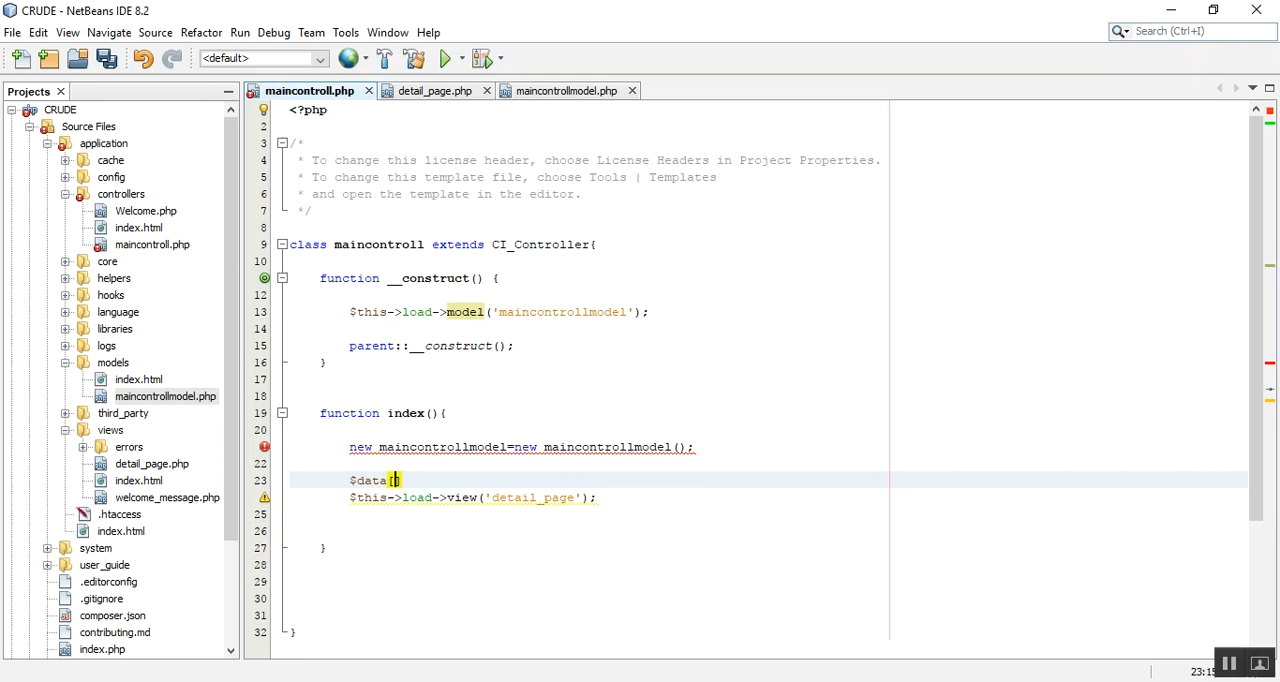 CRUDE - NetBeans IDE 8.2
File Edit View Navigate Source Refactor Run Debug Team Tools Window Help
Search (Ctrl+I)
<default>
Projects
maincontroll.php detail_page.php maincontrollmodel.php
CRUDE
Source Files
application
cache
config
controllers
Welcome.php
index.html
maincontroll.php
core
helpers
hooks
language
libraries
logs
models
index.html
maincontrollmodel.php
third_party
views
errors
detail_page.php
index.html
welcome_message.php
.htaccess
index.html
system
user_guide
.editorconfig
.gitignore
composer.json
contributing.md
index.php
<?php
2
3 /*
4 * To change this license header, choose License Headers in Project Properties.
5 * To change this template file, choose Tools | Templates
6 * and open the template in the editor.
7 */
8
9 class maincontroll extends CI_Controller{
10
function __construct() {
12
13 $this->load->model('maincontrollmodel');
14
15 parent::__construct();
16 }
17
18
19 function index(){
20
new maincontrollmodel=new maincontrollmodel();
22
23 $data[]
$this->load->view('detail_page');
25
26
27 }
28
29
30
31
32 }